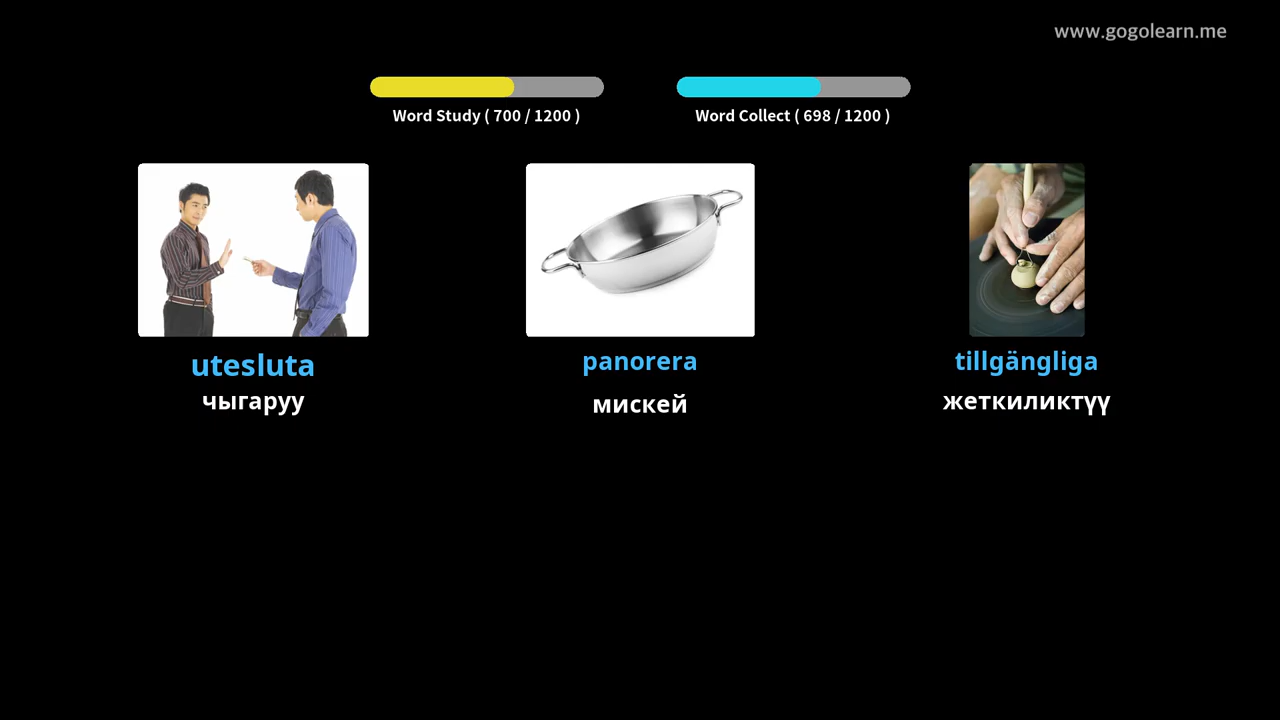 www.gogolearn.me
Word Study ( 700 / 1200 )
Word Collect ( 698 / 1200 )
utesluta
чыгаруу
panorera
мискей
tillgängliga
жеткиликтүү